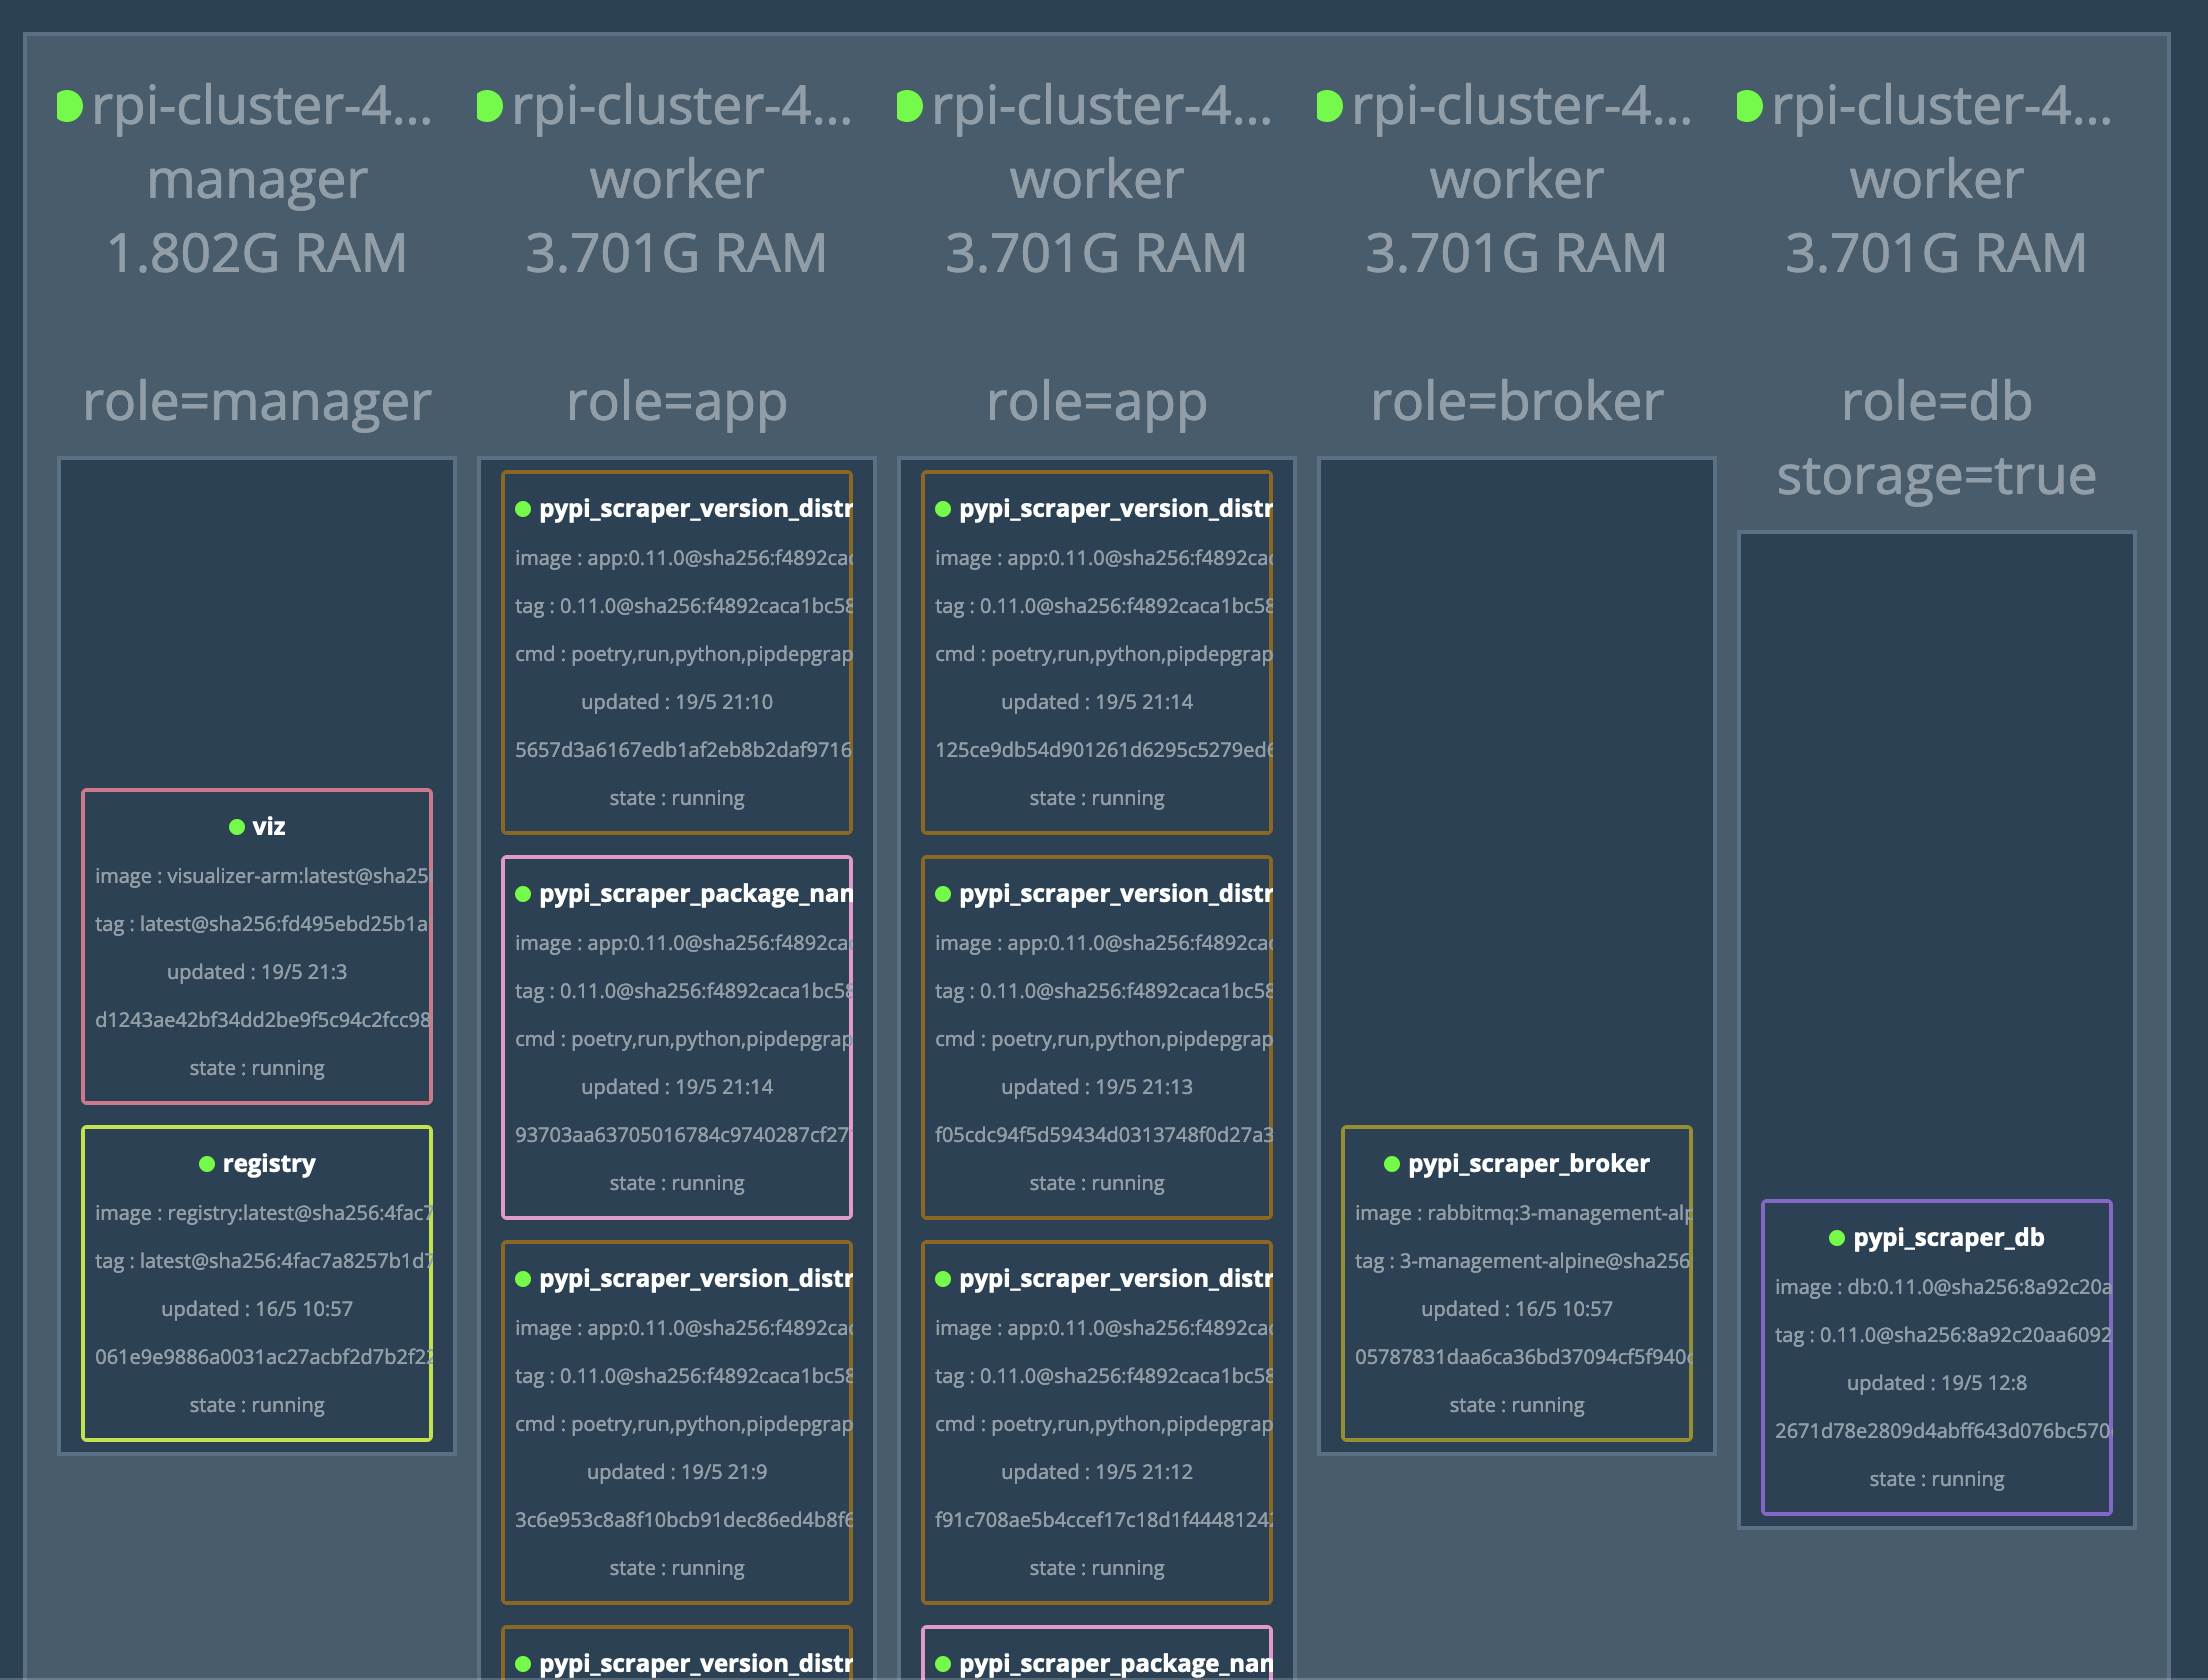 rpi-cluster-4...
manager
1.802G RAM
role=manager
viz
image : visualizer-arm:latest@sha25
tag : latest@sha256:fd495ebd25b1a
updated : 19/5 21:3
d1243ae42bf34dd2be9f5c94c2fcc98
state : running
registry
image : registry:latest@sha256:4fac7
tag : latest@sha256:4fac7a8257b1d7
updated : 16/5 10:57
061e9e9886a0031ac27acbf2d7b2f22
state : running
rpi-cluster-4...
worker
3.701G RAM
role=app
pypi_scraper_version_distr
image : app:0.11.0@sha256:f4892cac
tag : 0.11.0@sha256:f4892caca1bc58
cmd : poetry,run,python,pipdepgrap
updated : 19/5 21:10
5657d3a6167edb1af2eb8b2daf9716
state : running
pypi_scraper_package_nan
image : app:0.11.0@sha256:f4892ca
tag : 0.11.0@sha256:f4892caca1bc58
cmd : poetry,run,python,pipdepgrap
updated : 19/5 21:14
93703aa63705016784c9740287cf27
state : running
pypi_scraper_version_distr
image : app:0.11.0@sha256:f4892cac
tag : 0.11.0@sha256:f4892caca1bc58
cmd : poetry,run,python,pipdepgrap
updated : 19/5 21:9
3c6e953c8a8f10bcb91dec86ed4b8f6
state : running
pypi_scraper_version_distr
rpi-cluster-4...
worker
3.701G RAM
role=app
pypi_scraper_version_distr
image : app:0.11.0@sha256:f4892cac
tag : 0.11.0@sha256:f4892caca1bc58
cmd : poetry,run,python,pipdepgrap
updated : 19/5 21:14
125ce9db54d901261d6295c5279ed6
state : running
pypi_scraper_version_distr
image : app:0.11.0@sha256:f4892cac
tag : 0.11.0@sha256:f4892caca1bc58
cmd : poetry,run,python,pipdepgrap
updated : 19/5 21:13
f05cdc94f5d59434d0313748f0d27a3
state : running
pypi_scraper_version_distr
image : app:0.11.0@sha256:f4892cac
tag : 0.11.0@sha256:f4892caca1bc58
cmd : poetry,run,python,pipdepgrap
updated : 19/5 21:12
f91c708ae5b4ccef17c18d1f44481242
state : running
pypi_scraper_package_nan
rpi-cluster-4...
worker
3.701G RAM
role=broker
pypi_scraper_broker
image : rabbitmq:3-management-alp
tag : 3-management-alpine@sha256
updated : 16/5 10:57
05787831daa6ca36bd37094cf5f940c
state : running
rpi-cluster-4...
worker
3.701G RAM
role=db
storage=true
pypi_scraper_db
image : db:0.11.0@sha256:8a92c20a
tag : 0.11.0@sha256:8a92c20aa6092
updated : 19/5 12:8
2671d78e2809d4abff643d076bc570
state : running